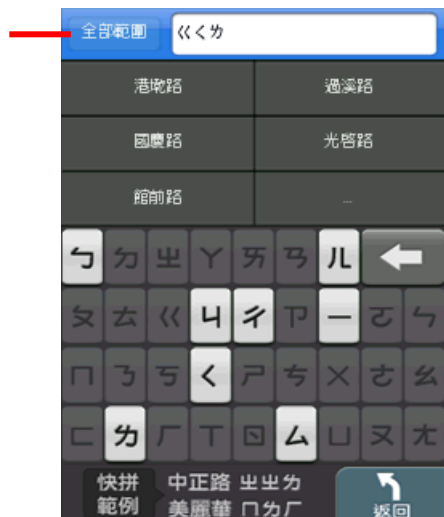 全部範圍 ㄍㄑㄌ
港墘路 過溪路
國慶路 光啓路
館前路 ...
ㄅ ㄉ ㄓ ㄚ ㄞ ㄢ ㄦ
ㄆ ㄊ ㄍ ㄐ ㄔ ㄗ ㄧ ㄛ ㄣ
ㄇ ㄋ ㄎ ㄑ ㄕ ㄘ ㄨ ㄜ ㄠ
ㄈ ㄌ ㄏ ㄒ ㄖ ㄙ ㄩ ㄡ ㄤ
快拼範例 中正路 ㄓㄓㄌ
美麗華 ㄇㄌㄏ
返回